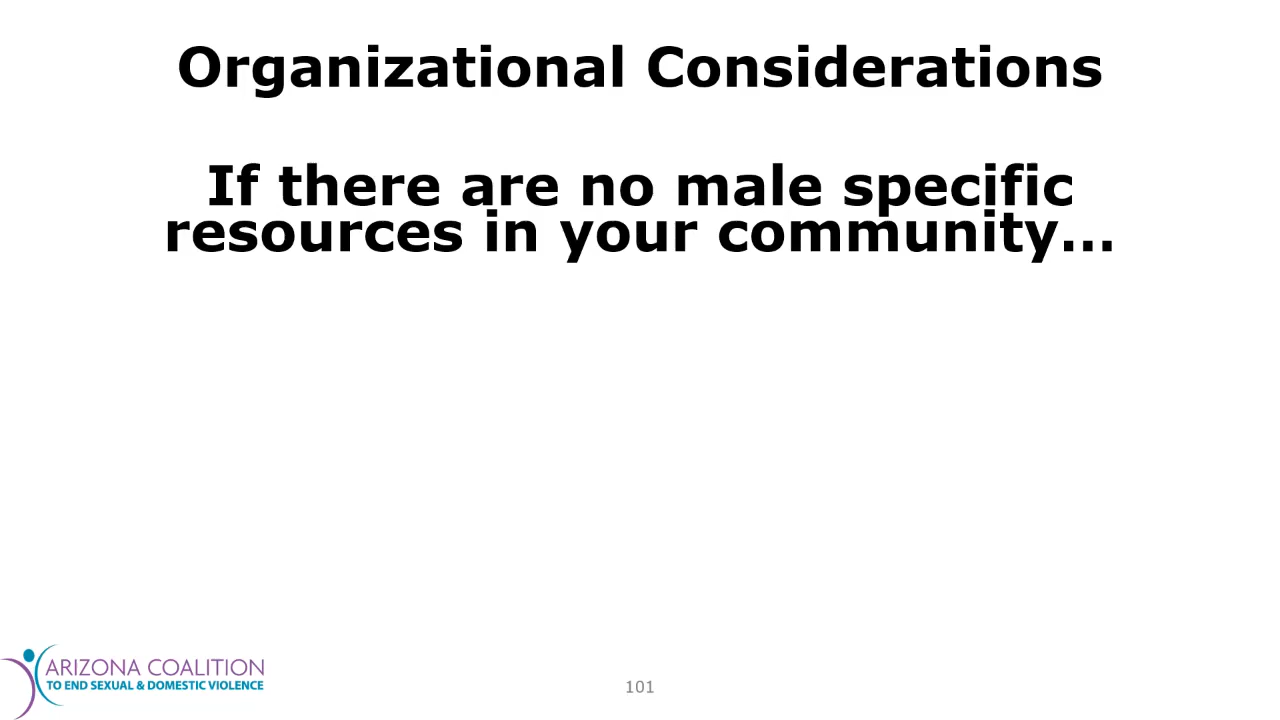 Organizational Considerations
If there are no male specific
resources in your community…
ARIZONA COALITION
TO END SEXUAL & DOMESTIC VIOLENCE
101